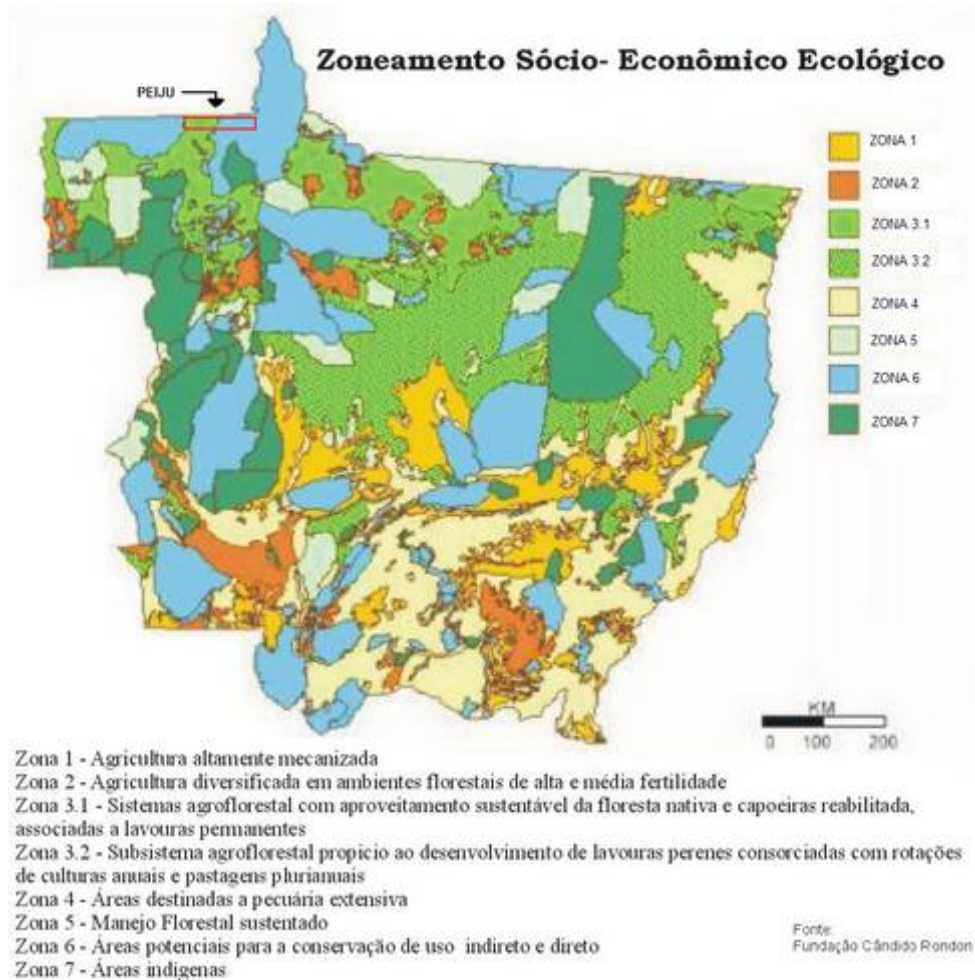 Zoneamento Sócio- Econômico Ecológico
PEIJU
ZONA 1
ZONA 2
ZONA 3.1
ZONA 3.2
ZONA 4
ZONA 5
ZONA 6
ZONA 7
KM
0 100 200
Zona 1 - Agricultura altamente mecanizada
Zona 2 - Agricultura diversificada em ambientes florestais de alta e média fertilidade
Zona 3.1 - Sistemas agroflorestal com aproveitamento sustentável da floresta nativa e capoeiras reabilitada,
associadas a lavouras permanentes
Zona 3.2 - Subsistema agroflorestal propicio ao desenvolvimento de lavouras perenes consorciadas com rotações
de culturas anuais e pastagens plurianuais
Zona 4 - Áreas destinadas a pecuária extensiva
Zona 5 - Manejo Florestal sustentado
Zona 6 - Áreas potenciais para a conservação de uso indireto e direto
Zona 7 - Áreas indígenas
Fonte:
Fundação Cândido Rondon